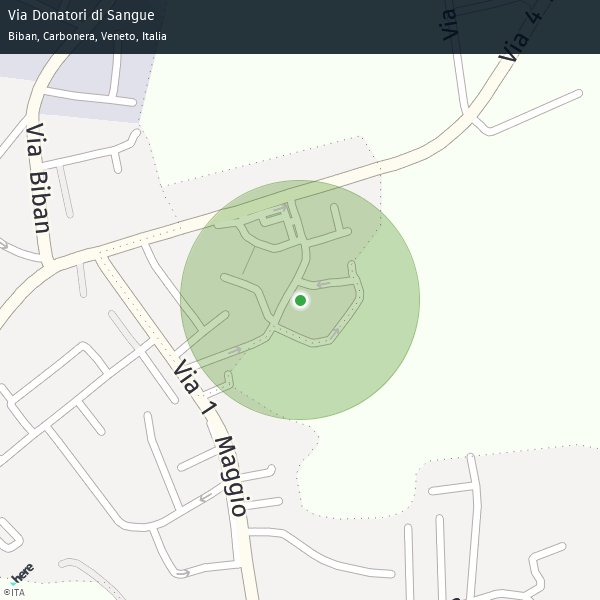 Via Donatori di Sangue
Biban, Carbonera, Veneto, Italia
Via
Via 4
Via Biban
Via 1 Maggio
here
©ITA